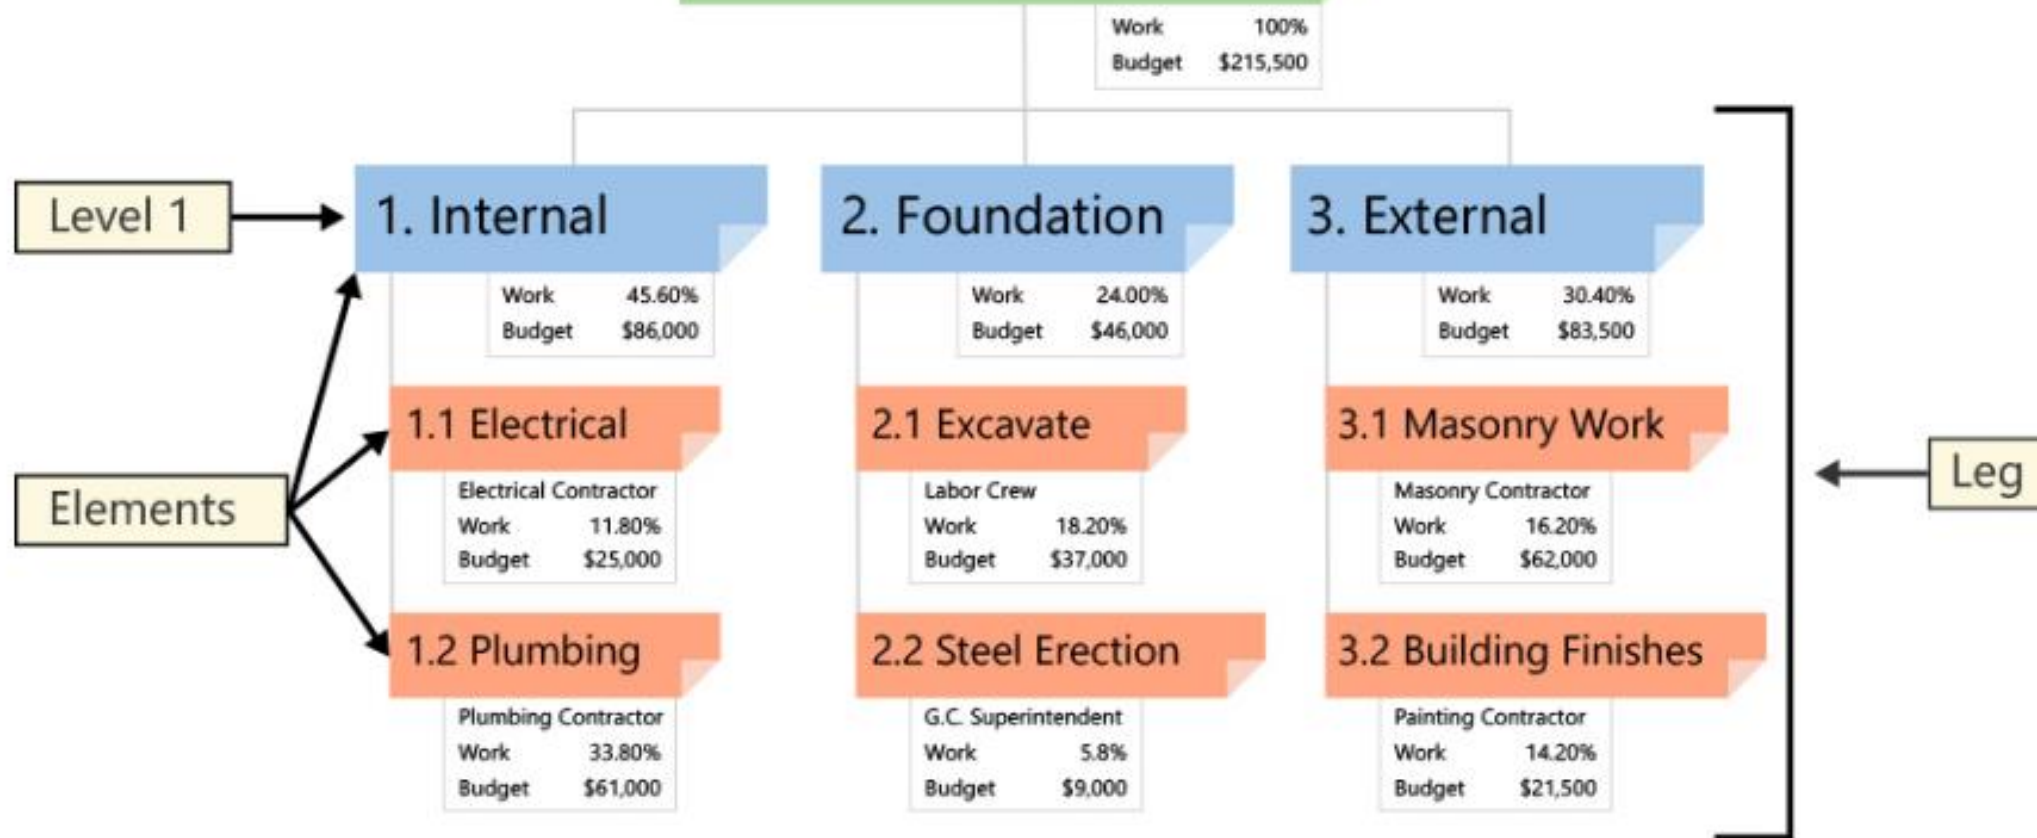 Work 100%
Budget $215,500
Level 1
1. Internal
2. Foundation
3. External
Work 45.60%
Budget $86,000
Work 24.00%
Budget $46,000
Work 30.40%
Budget $83,500
Elements
1.1 Electrical
2.1 Excavate
3.1 Masonry Work
Leg
Electrical Contractor
Work 11.80%
Budget $25,000
Labor Crew
Work 18.20%
Budget $37,000
Masonry Contractor
Work 16.20%
Budget $62,000
1.2 Plumbing
2.2 Steel Erection
3.2 Building Finishes
Plumbing Contractor
Work 33.80%
Budget $61,000
G.C. Superintendent
Work 5.8%
Budget $9,000
Painting Contractor
Work 14.20%
Budget $21,500